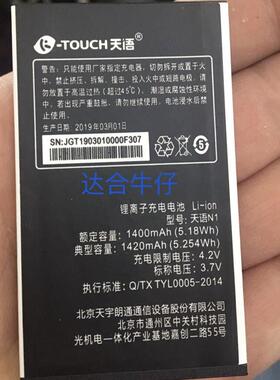 K-TOUCH 天语
警告：只能使用厂家指定充电器，切勿拆开或改装，
禁止挤压、拆解、撞击、投入火中或短路电极，请
勿放置于高温过热（超过45℃）、潮湿或腐蚀性环境
中，若出现严重鼓胀，请勿继续使用。电池浸水后禁
止使用！
生产日期：2019年03月01日
SN:JGT1903010000F307
5
达合牛仔
锂离子充电电池 Li-ion
型号:天语N1
额定容量：1400mAh(5.18Wh)
典型容量：1420mAh(5.254Wh)
充电限制电压：4.2V
标称电压：3.7V
执行标准：Q/TX TYL0005-2014
北京天宇朗通通信设备股份有限公司
北京市通州区中关村科技园区通州园
光机电一体化产业基地嘉创二路55号